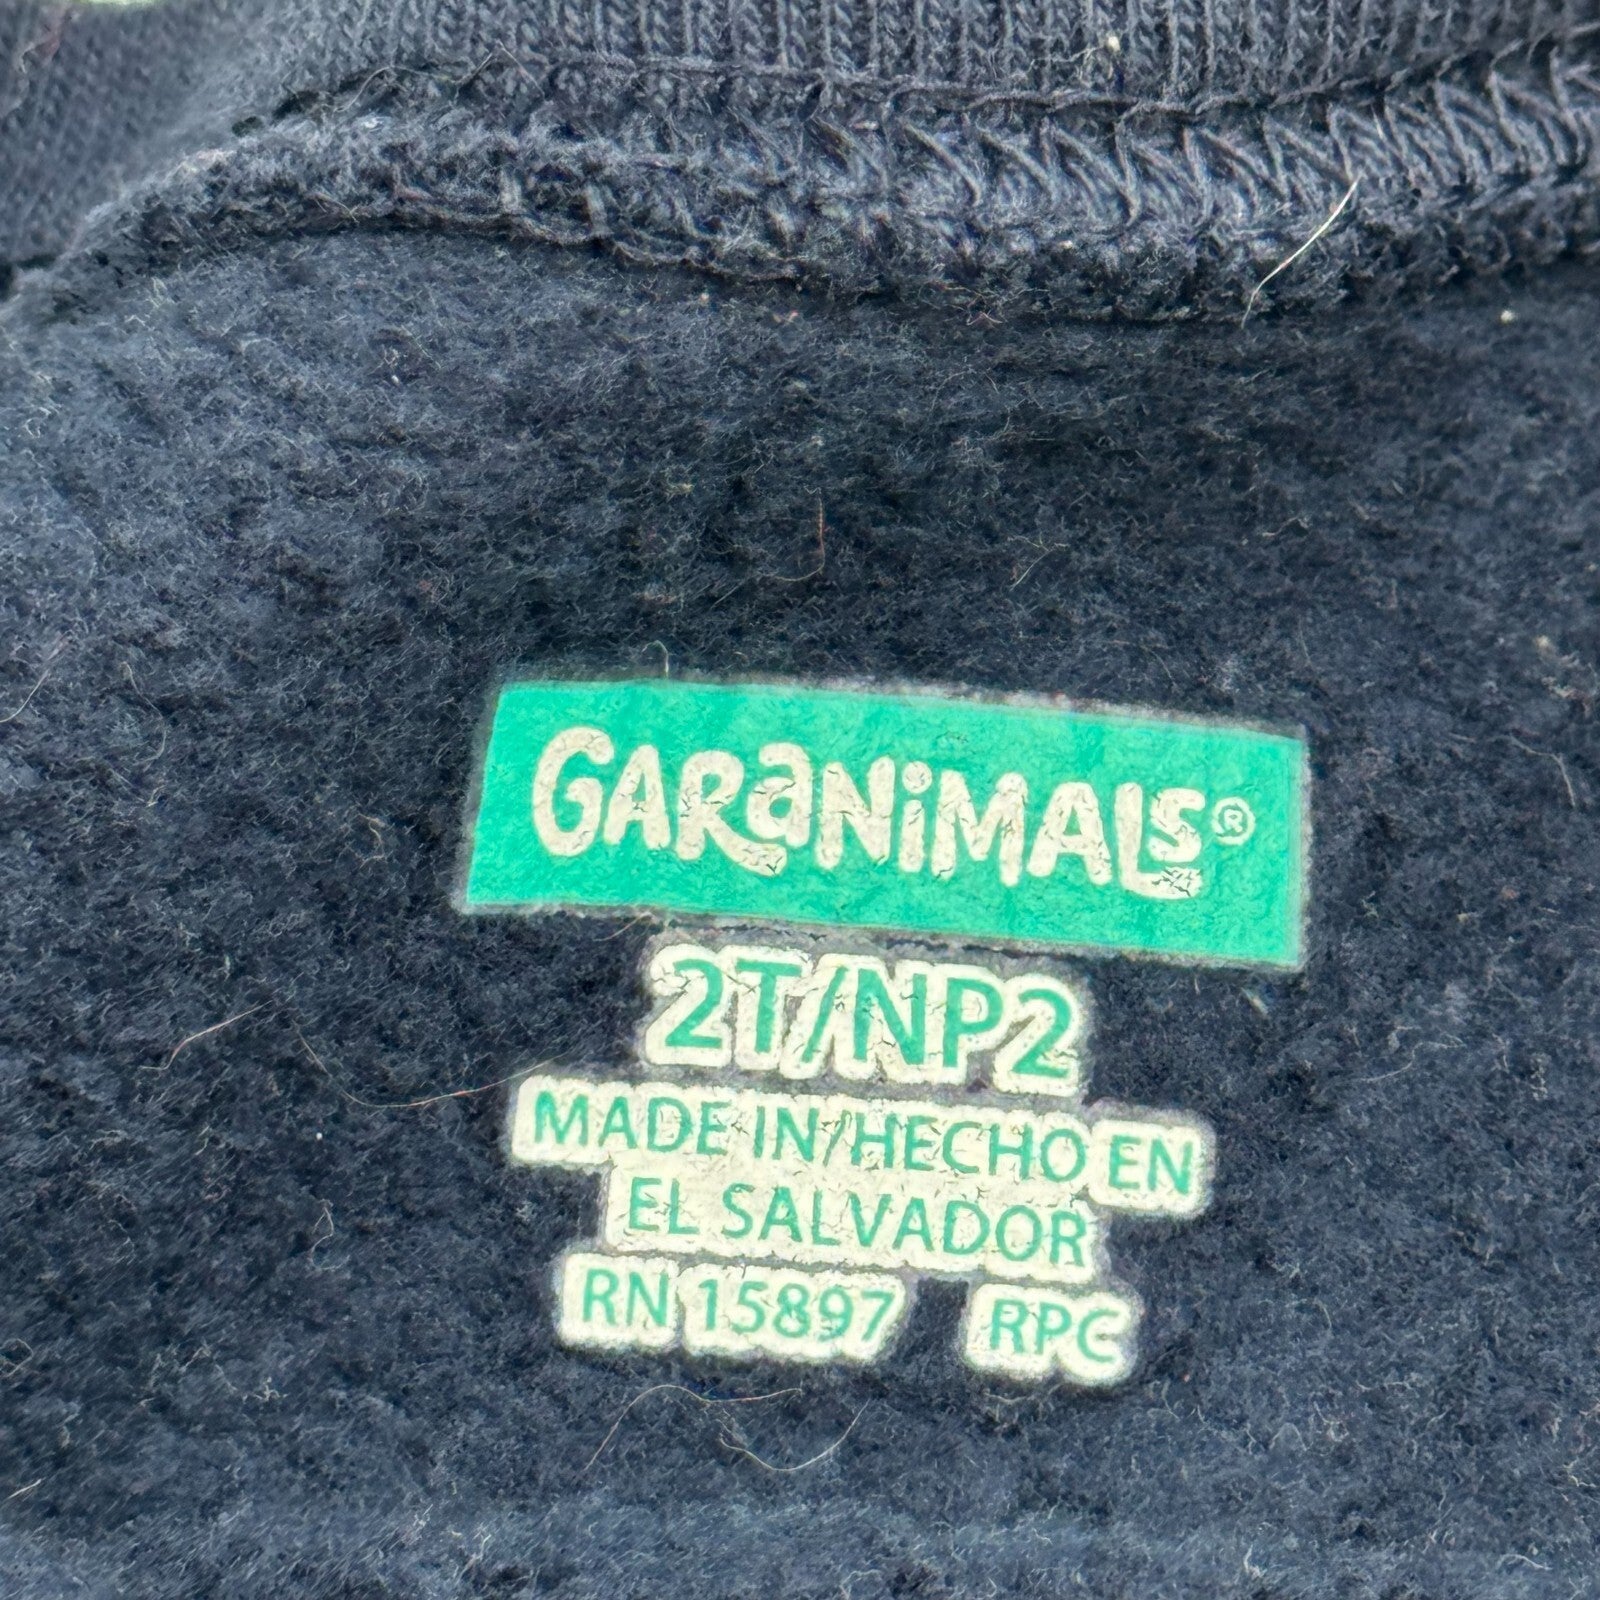 GARANIMALS®
2T/NP2
MADE IN/HECHO EN
EL SALVADOR
RN 15897 RPC